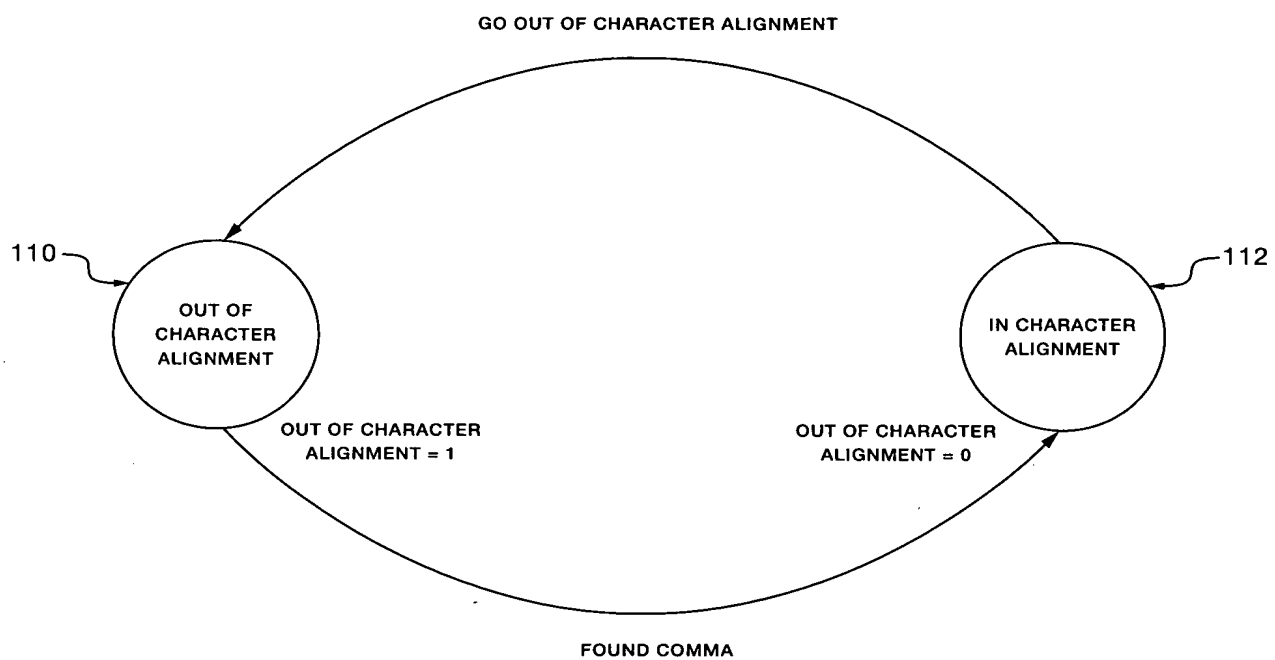 GO OUT OF CHARACTER ALIGNMENT
110
112
OUT OF
CHARACTER
ALIGNMENT
IN CHARACTER
ALIGNMENT
OUT OF CHARACTER
ALIGNMENT = 1
OUT OF CHARACTER
ALIGNMENT = 0
FOUND COMMA